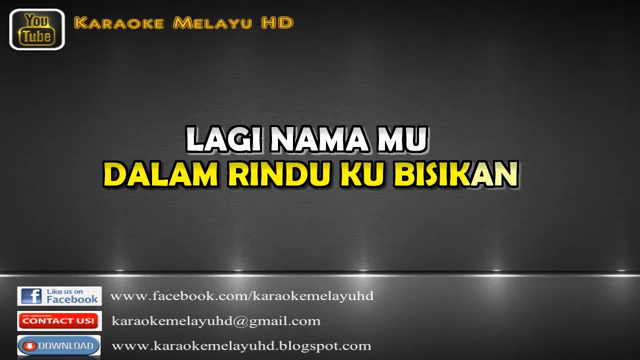 You
Tube
KARAOKE MELAYU HD
LAGI NAMA MU
DALAM RINDU KU BISIKAN
Like us on
Facebook
www.facebook.com/karaokemelayuhd
CONTACT US!
karaokemelayuhd@gmail.com
DOWNLOAD
www.karaokemelayuhd.blogspot.com